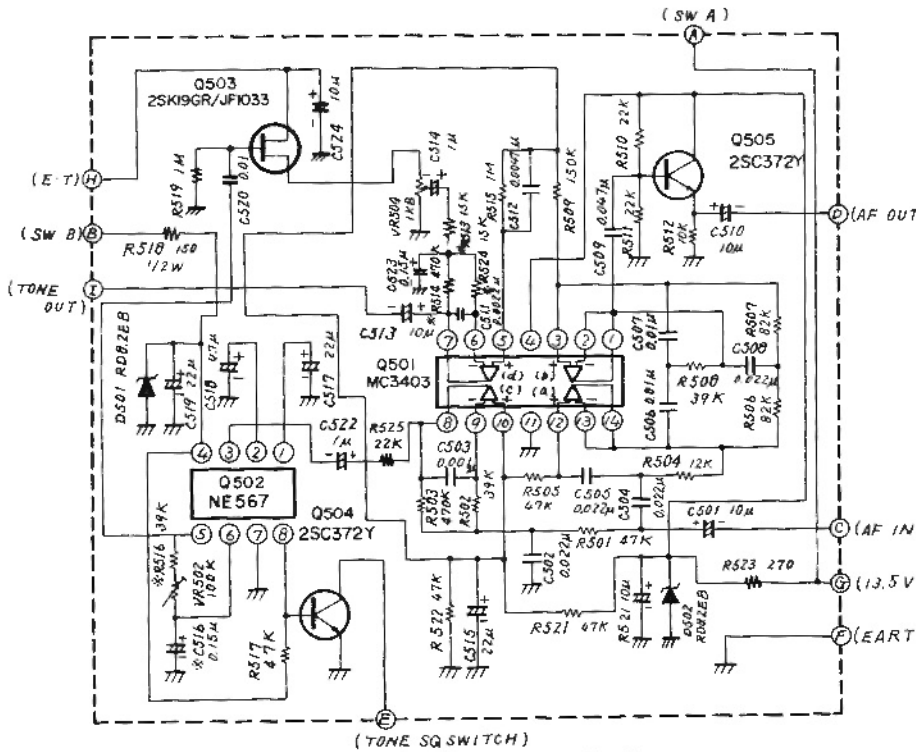 (SW A)
A
Q503
2SK19GR/JF1033
10μ
C524
R519 1M
C520
0.01
C514
1μ
VR504
1KB
R513 15K
R515 1M
C512
0.0047μ
R509 150K
C509
0.047μ
R510 22K
R511
22K
Q505
2SC372Y
R512
10K
C510
10μ
D
(AF OUT
(E·T)
H
(SW B)
B
R518 150
1/2W
(TONE
OUT)
I
C523
0.15μ
※R514 470K
R524
15K
C511
0.0022μ
C513
10μ
7
6
5
4
3
2
1
Q501
MC3403
(d)
(b)
(c)
(a)
8
9
10
11
12
13
14
C507
0.01μ
R507
82K
C508
0.022μ
R508
39K
C506 0.01μ
R506
82K
D501 RD8.2EB
C519 22μ
C518 47μ
C517 22μ
C522
1μ
R525
22K
C503
0.001μ
R503
470K
R502
39K
R505
47K
C505
0.022μ
R504 12K
C504
0.022μ
C501 10μ
C
(AF IN
4
3
2
1
Q502
NE567
5
6
7
8
Q504
2SC372Y
39K
※R516
VR502
100K
※C516
0.15μ
R517
47K
C502
0.022μ
R501 47K
R522 47K
C515
22μ
R521 47K
R521 10μ
D502
RD82EB
R523 270
G
(13.5V
F
(EART
E
(TONE SQ SWITCH)